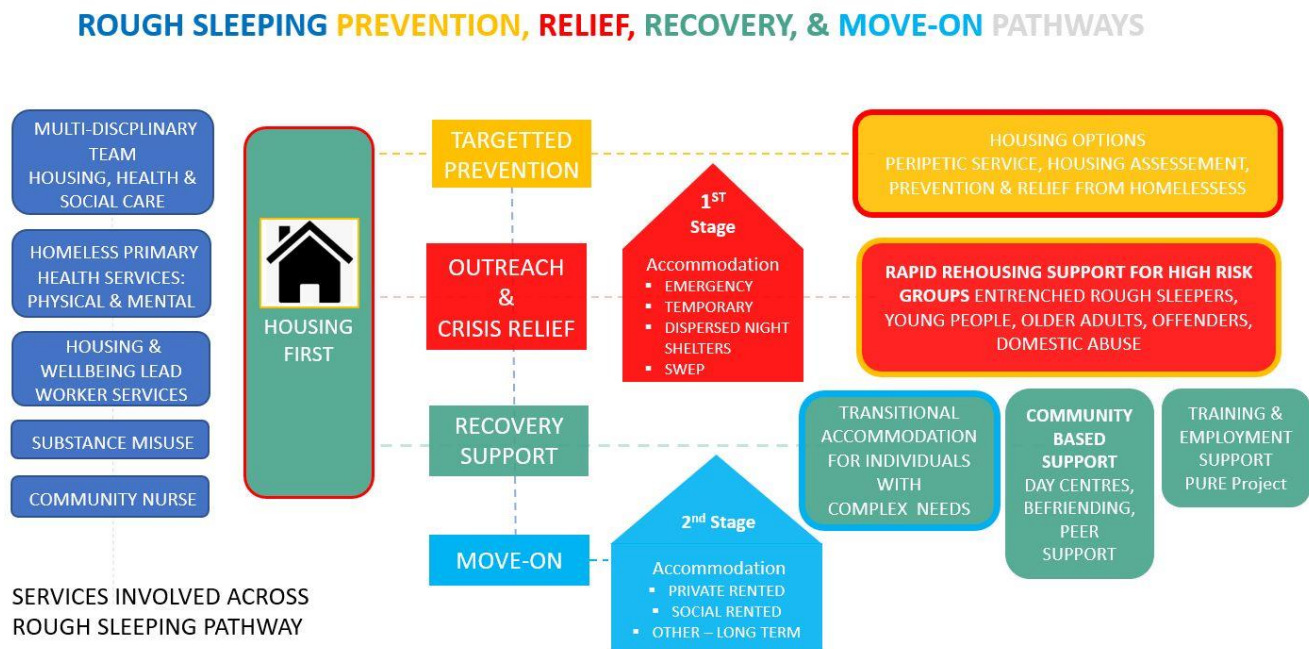 ROUGH SLEEPING PREVENTION, RELIEF, RECOVERY, & MOVE-ON PATHWAYS
MULTI-DISCPLINARY
TEAM
HOUSING, HEALTH &
SOCIAL CARE
HOMELESS PRIMARY
HEALTH SERVICES:
PHYSICAL & MENTAL
HOUSING &
WELLBEING LEAD
WORKER SERVICES
SUBSTANCE MISUSE
COMMUNITY NURSE
SERVICES INVOLVED ACROSS
ROUGH SLEEPING PATHWAY
HOUSING
FIRST
TARGETTED
PREVENTION
OUTREACH
&
CRISIS RELIEF
RECOVERY
SUPPORT
MOVE-ON
1ST
Stage
Accommodation
▪ EMERGENCY
▪ TEMPORARY
▪ DISPERSED NIGHT
SHELTERS
▪ SWEP
2nd Stage
Accommodation
▪ PRIVATE RENTED
▪ SOCIAL RENTED
▪ OTHER – LONG TERM
HOUSING OPTIONS
PERIPETIC SERVICE, HOUSING ASSESSEMENT,
PREVENTION & RELIEF FROM HOMELESSESS
RAPID REHOUSING SUPPORT FOR HIGH RISK
GROUPS ENTRENCHED ROUGH SLEEPERS,
YOUNG PEOPLE, OLDER ADULTS, OFFENDERS,
DOMESTIC ABUSE
TRANSITIONAL
ACCOMMODATION
FOR INDIVIDUALS
WITH
COMPLEX NEEDS
COMMUNITY
BASED
SUPPORT
DAY CENTRES,
BEFRIENDING,
PEER
SUPPORT
TRAINING &
EMPLOYMENT
SUPPORT
PURE Project